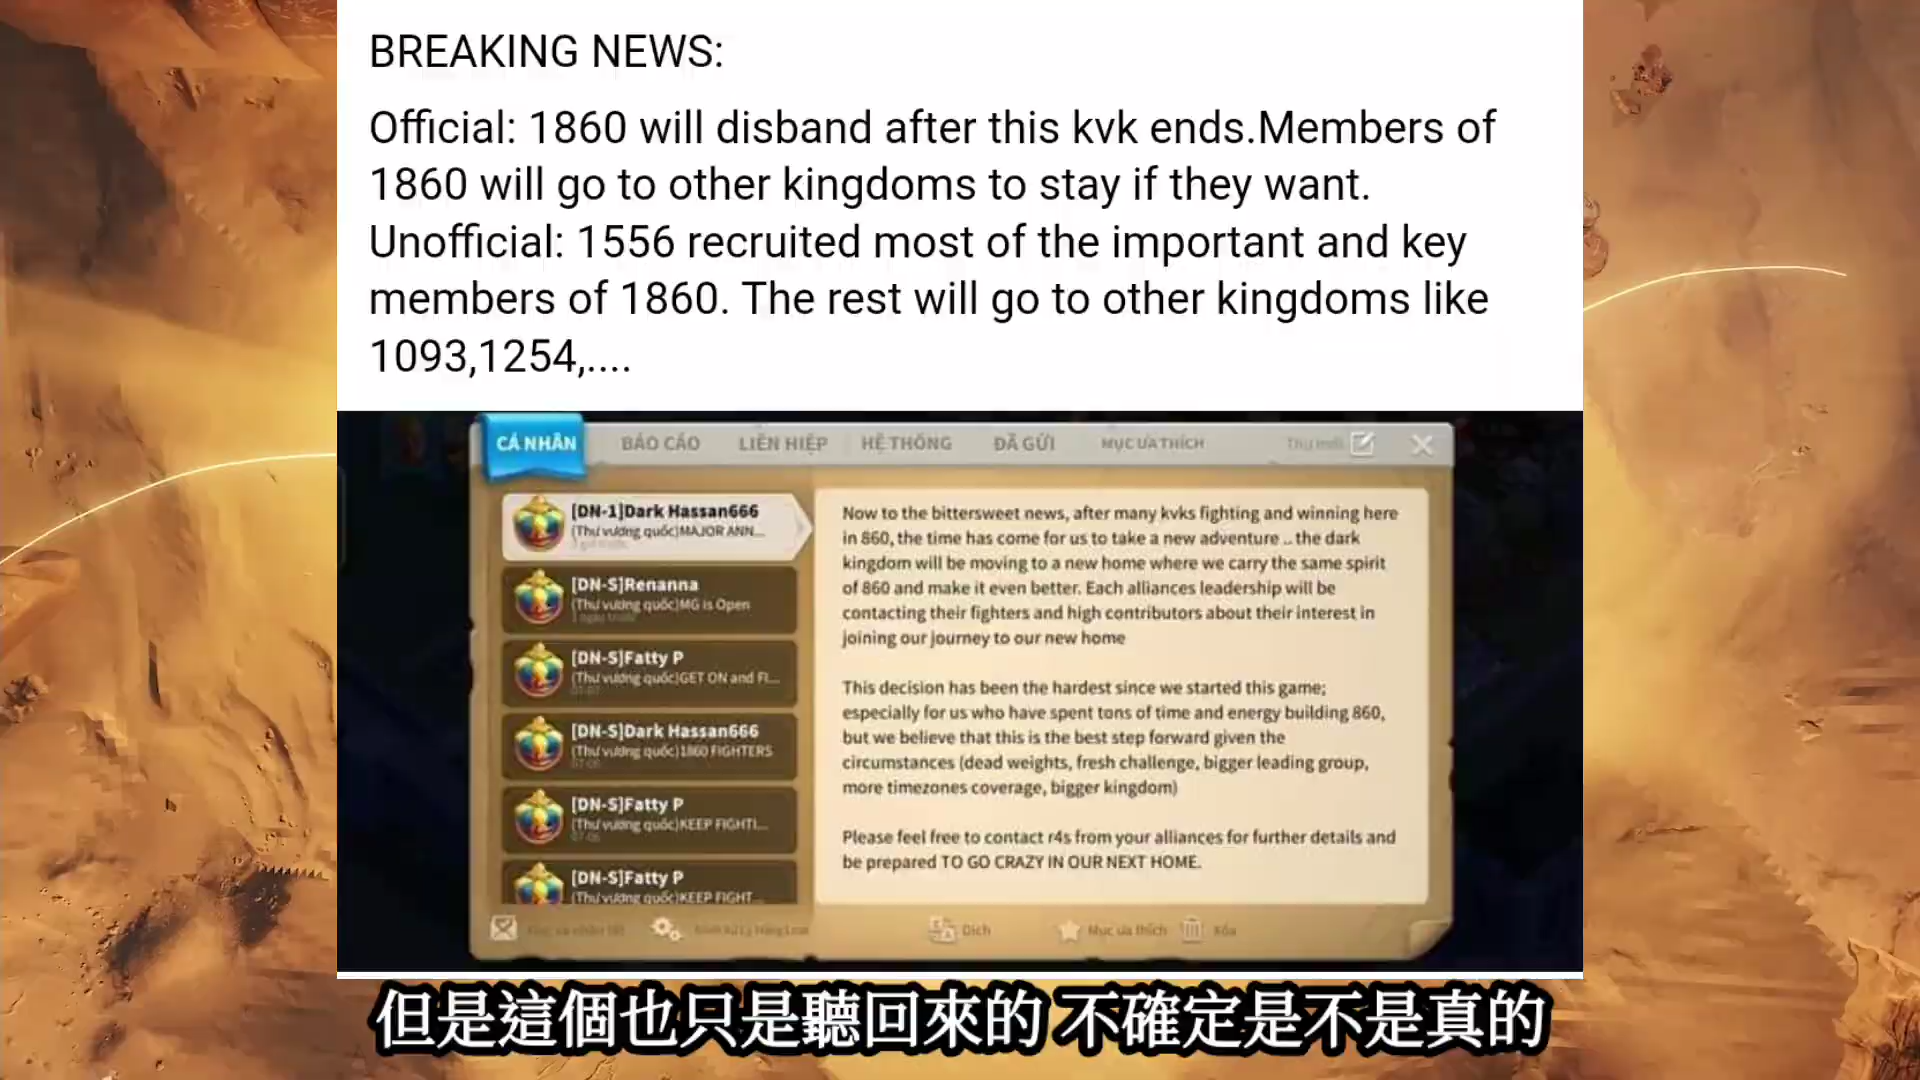 BREAKING NEWS:
Official: 1860 will disband after this kvk ends.Members of
1860 will go to other kingdoms to stay if they want.
Unofficial: 1556 recruited most of the important and key
members of 1860. The rest will go to other kingdoms like
1093,1254,....
CÁ NHÂN
BÁO CÁO
LIÊN HIỆP
HỆ THỐNG
ĐÃ GỬI
MỤC ƯA THÍCH
[DN-1]Dark Hassan666
(Thư vương quốc)MAJOR ANN...
[DN-S]Renanna
(Thư vương quốc)MG is Open
[DN-S]Fatty P
(Thư vương quốc)GET ON and FI...
[DN-S]Dark Hassan666
(Thư vương quốc)1860 FIGHTERS
[DN-S]Fatty P
(Thư vương quốc)KEEP FIGHTI...
[DN-S]Fatty P
(Thư vương quốc)KEEP FIGHT...
Now to the bittersweet news, after many kvks fighting and winning here
in 860, the time has come for us to take a new adventure .. the dark
kingdom will be moving to a new home where we carry the same spirit
of 860 and make it even better. Each alliances leadership will be
contacting their fighters and high contributors about their interest in
joining our journey to our new home
This decision has been the hardest since we started this game;
especially for us who have spent tons of time and energy building 860,
but we believe that this is the best step forward given the
circumstances (dead weights, fresh challenge, bigger leading group,
more timezones coverage, bigger kingdom)
Please feel free to contact r4s from your alliances for further details and
be prepared TO GO CRAZY IN OUR NEXT HOME.
Dịch
Mục ưa thích
Xóa
但是這個也只是聽回來的 不確定是不是真的